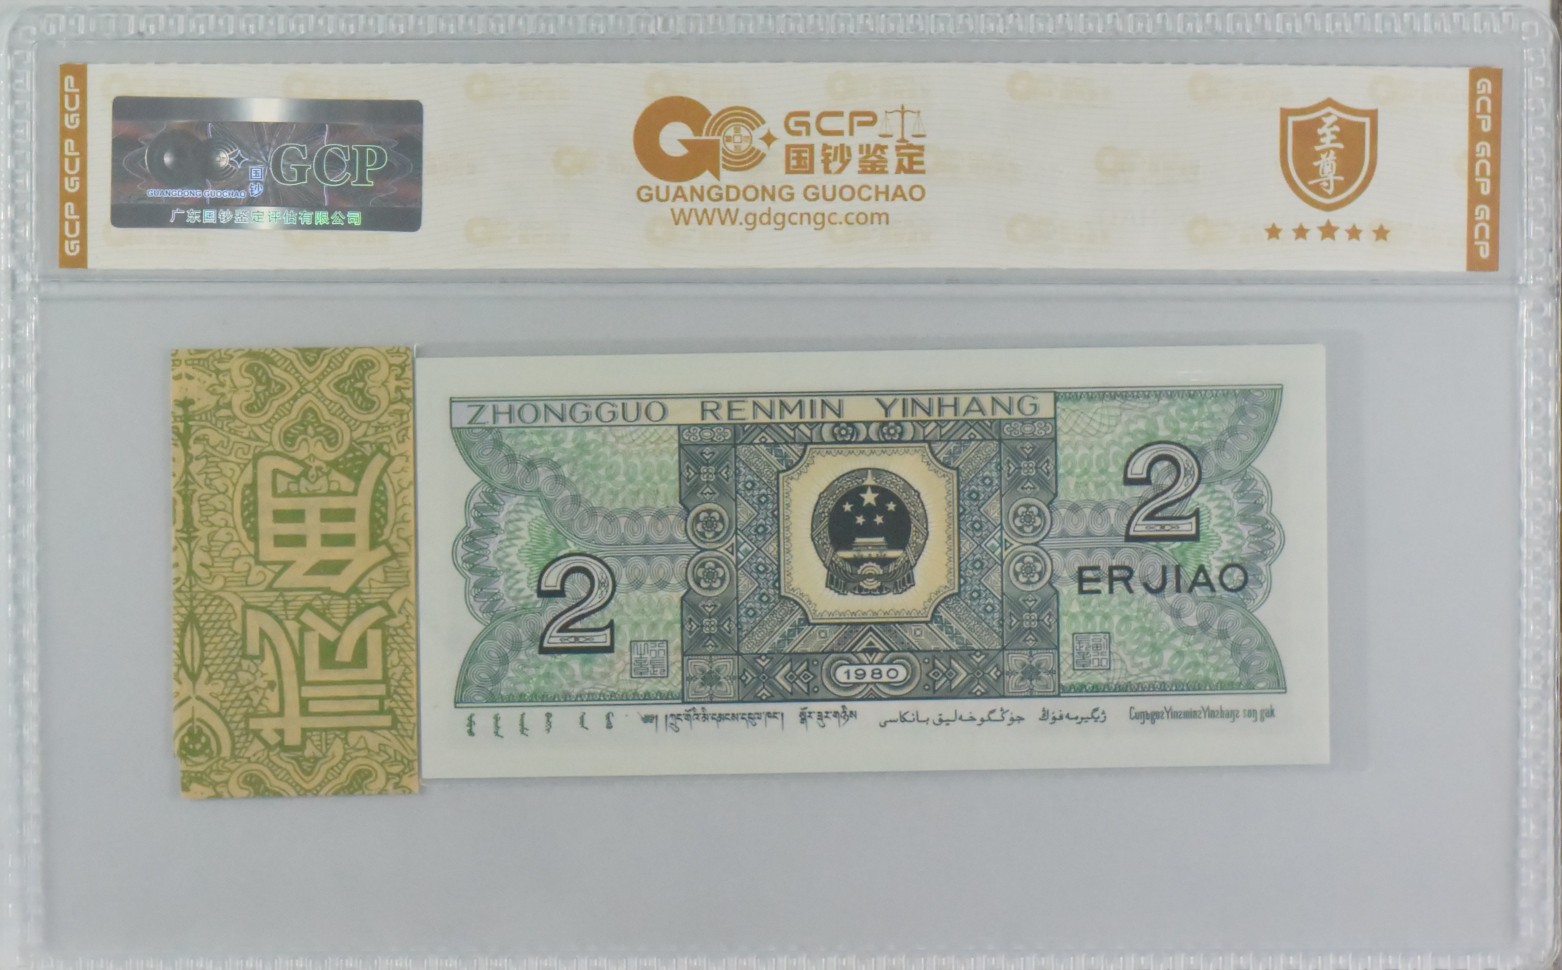 GCP GCP GCP
国钞
GCP
GUANGDONG GUOCHAO
广东国钞鉴定评估有限公司
GCP
国钞鉴定
GUANGDONG GUOCHAO
WWW.gdgcngc.com
至尊
GCP GCP GCP
ZHONGGUO RENMIN YINHANG
2
ERJIAO
2
1980